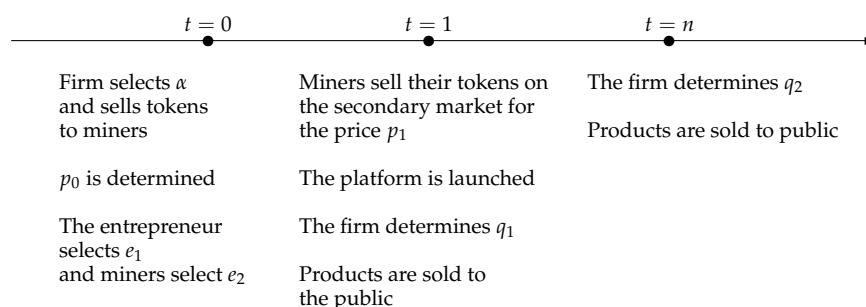 t = 0
t = 1
t = n
Firm selects α
and sells tokens
to miners
p₀ is determined
The entrepreneur
selects e₁
and miners select e₂
Miners sell their tokens on
the secondary market for
the price p₁
The platform is launched
The firm determines q₁
Products are sold to
the public
The firm determines q₂
Products are sold to public